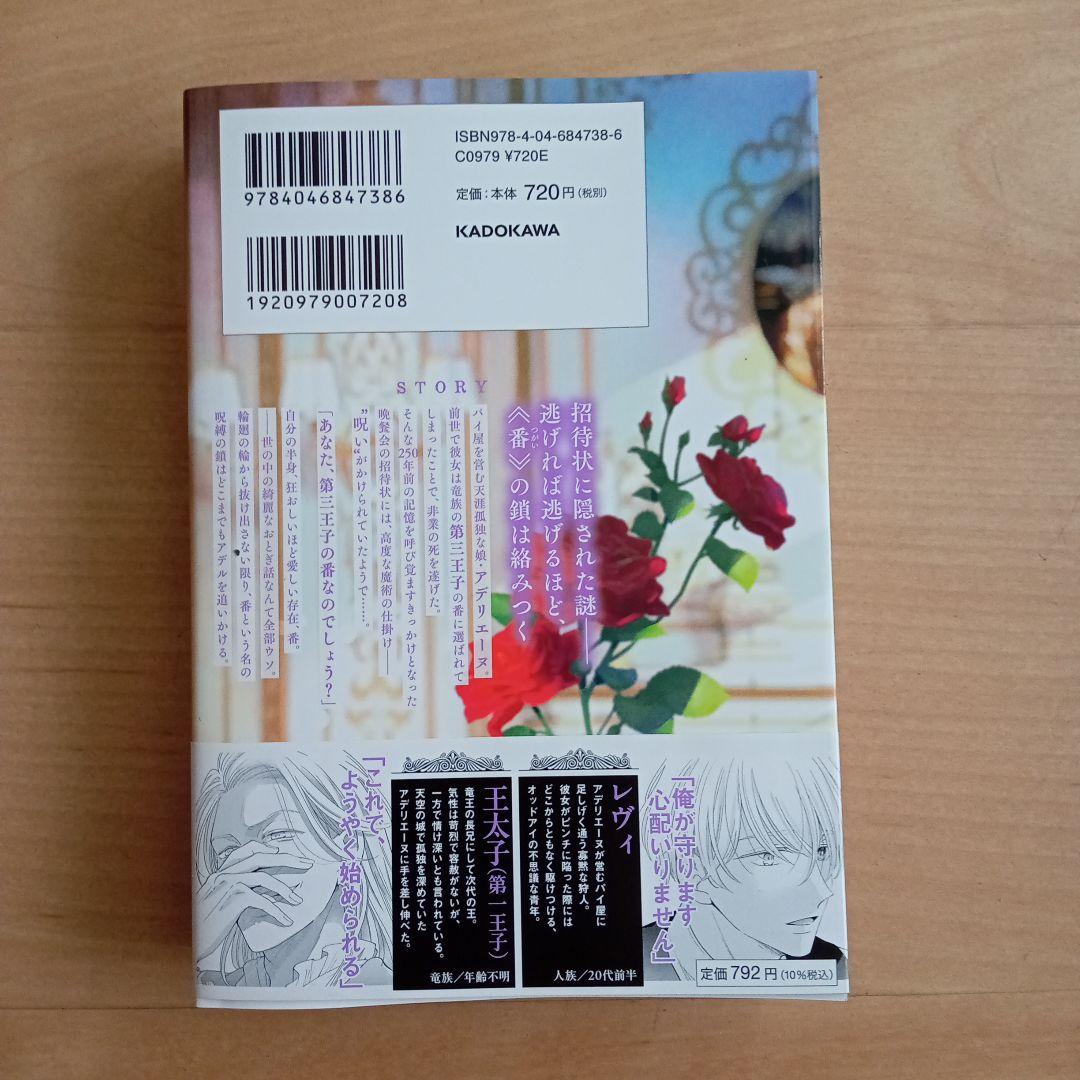 ISBN978-4-04-684738-6
C0979 ¥720E
定価：本体 720円（税別）
KADOKAWA
9784046847386
1920979007208
STORY
招待状に隠された謎──
逃げれば逃げるほど、
《番》の鎖は絡みつく
つがい
パイ屋を営む天涯孤独な娘・アデリエーヌ。
前世で彼女は竜族の第三王子の番に選ばれて
しまったことで、非業の死を遂げた。
そんな250年前の記憶を呼び覚ますきっかけとなった
晩餐会の招待状には、高度な魔術の仕掛け──
"呪い"がかけられていたようで……。
「あなた、第三王子の番なのでしょう？」
自分の半身、狂おしいほど愛しい存在、番。
──世の中の綺麗なおとぎ話なんて全部ウソ。
輪廻の輪から抜け出さない限り、番という名の
呪縛の鎖はどこまでもアデルを追いかける。
「俺が守ります
心配いりません」
レヴィ
アデリエーヌが営むパイ屋に
足しげく通う寡黙な狩人。
彼女がピンチに陥った際には
どこからともなく駆けつける、
オッドアイの不思議な青年。
人族／20代前半
王太子（第一王子）
竜王の長兄にして次代の王。
気性は苛烈で容赦がないが、
一方で情け深いとも言われている。
天空の城で孤独を深めていた
アデリエーヌに手を差し伸べた。
竜族／年齢不明
「これで、
ようやく始められる」
定価 792円（10%税込）